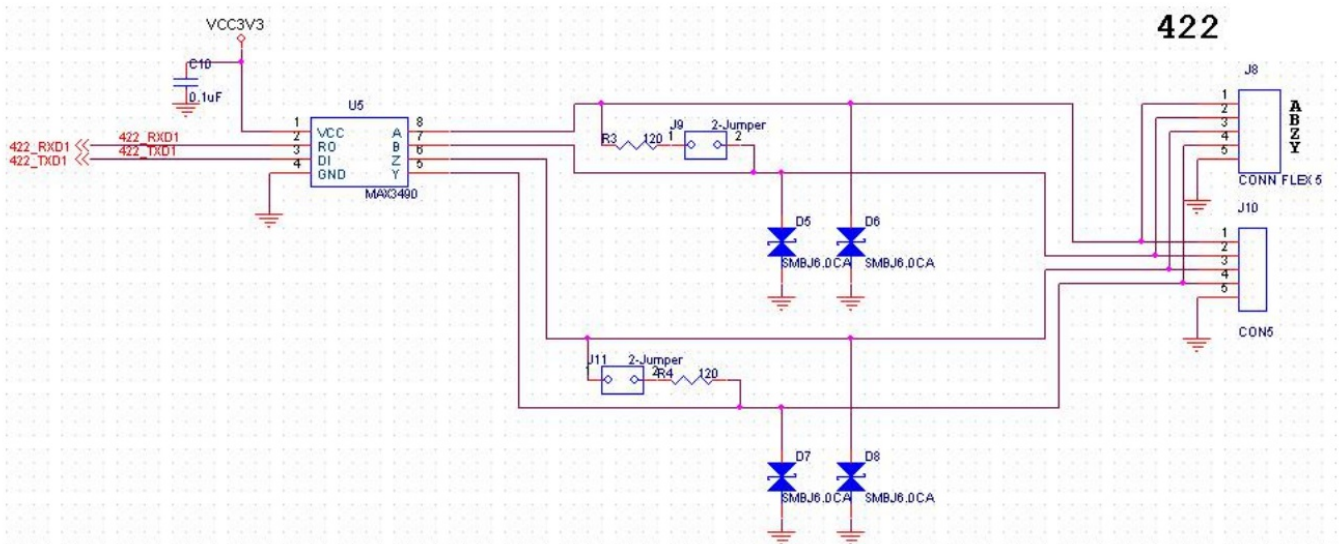 422
VCC3V3
C10
0.1uF
U5
1 VCC A 8
2 RO B 7
3 DI Z 6
4 GND Y 5
MAX3490
422_RXD1 422_RXD1
422_TXD1 422_TXD1
R3 120
J9 2-Jumper
1 2
D5 D6
SMBJ6.0CA SMBJ6.0CA
J11 2-Jumper
1 2
R4 120
D7 D8
SMBJ6.0CA SMBJ6.0CA
J8
1
2 A
3 B
4 Z
5 Y
CONN FLEX 5
J10
1
2
3
4
5
CON5